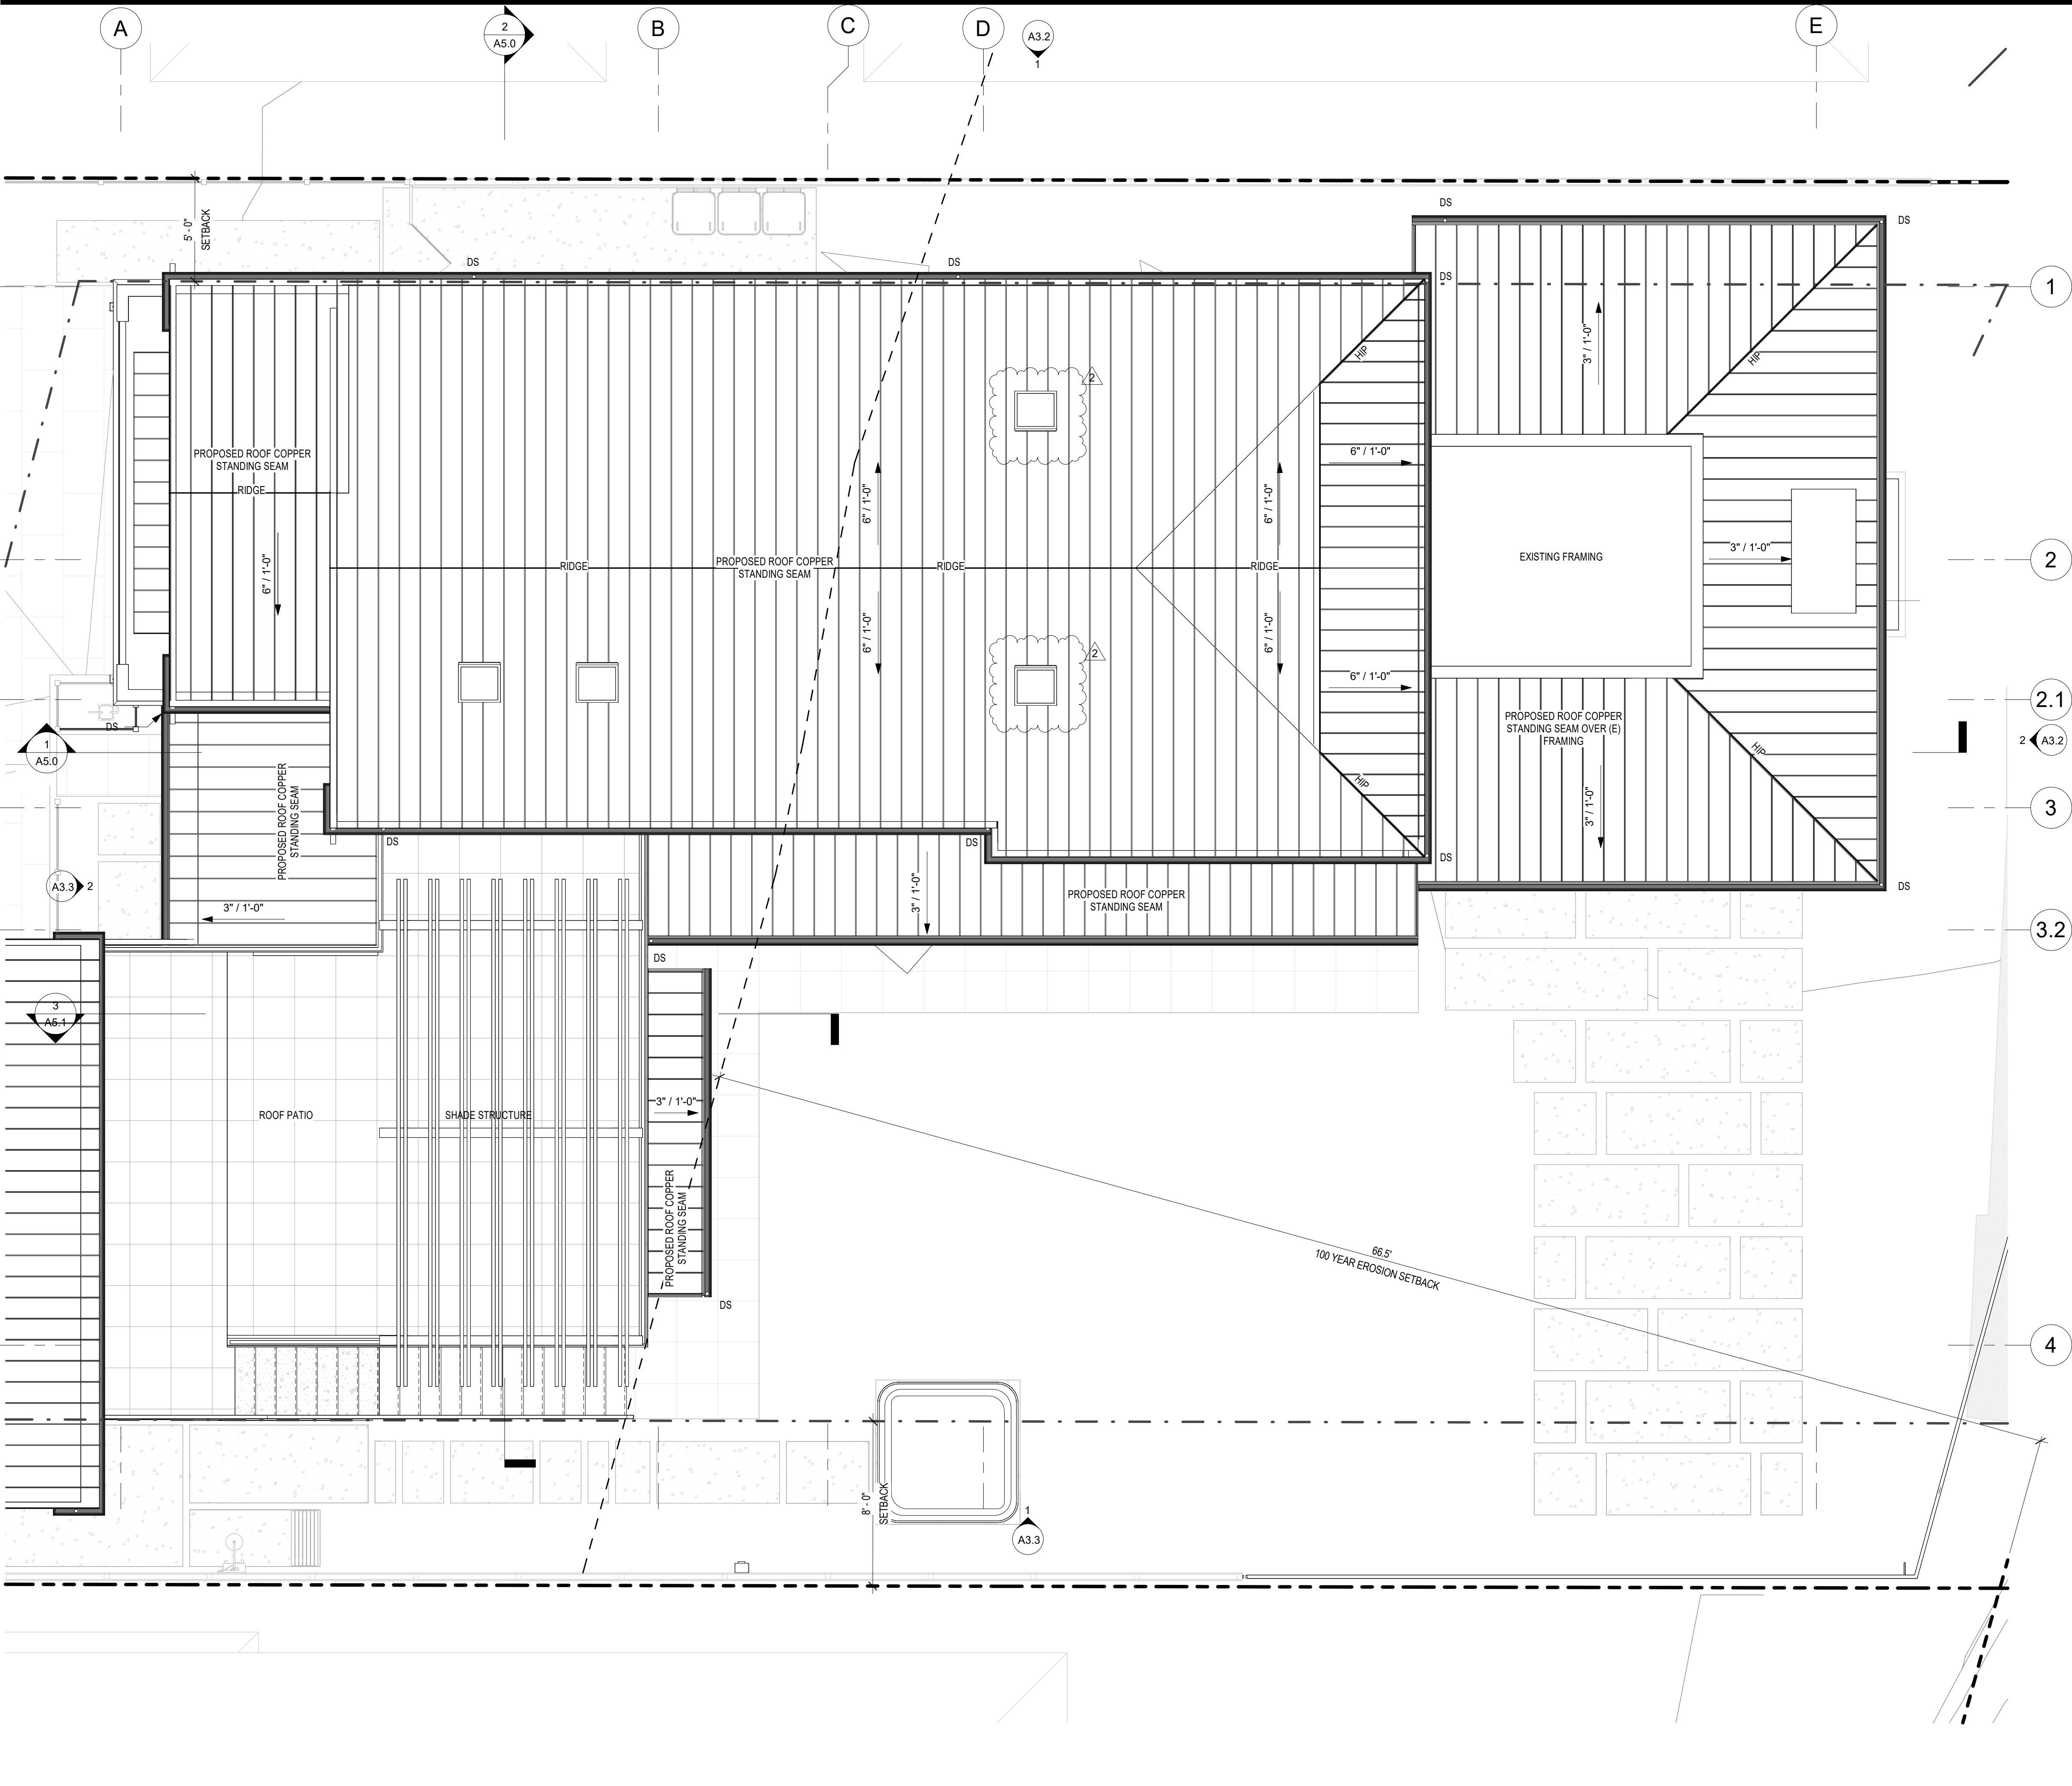 A
2
A5.0
B
C
D
A3.2
1
E
5' - 0"
SETBACK
DS
DS
DS
DS
DS
1
HIP
3" / 1'-0"
HIP
2
PROPOSED ROOF COPPER
STANDING SEAM
RIDGE
6" / 1'-0"
6" / 1'-0"
6" / 1'-0"
6" / 1'-0"
RIDGE
PROPOSED ROOF COPPER
STANDING SEAM
RIDGE
RIDGE
EXISTING FRAMING
3" / 1'-0"
2
6" / 1'-0"
6" / 1'-0"
2
6" / 1'-0"
6" / 1'-0"
2.1
PROPOSED ROOF COPPER
STANDING SEAM OVER (E)
FRAMING
HIP
2
A3.2
DS
1
A5.0
PROPOSED ROOF COPPER
STANDING SEAM
HIP
3" / 1'-0"
3
DS
DS
DS
DS
A3.3
2
3" / 1'-0"
3" / 1'-0"
PROPOSED ROOF COPPER
STANDING SEAM
3.2
DS
3
A5.1
ROOF PATIO
SHADE STRUCTURE
3" / 1'-0"
PROPOSED ROOF COPPER
STANDING SEAM
66.5'
100 YEAR EROSION SETBACK
DS
4
8' - 0"
SETBACK
1
A3.3